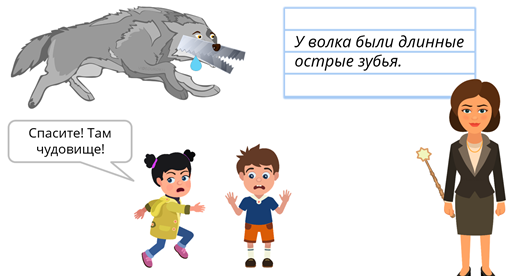 У волка были длинные
острые зубья.
Спасите! Там
чудовище!